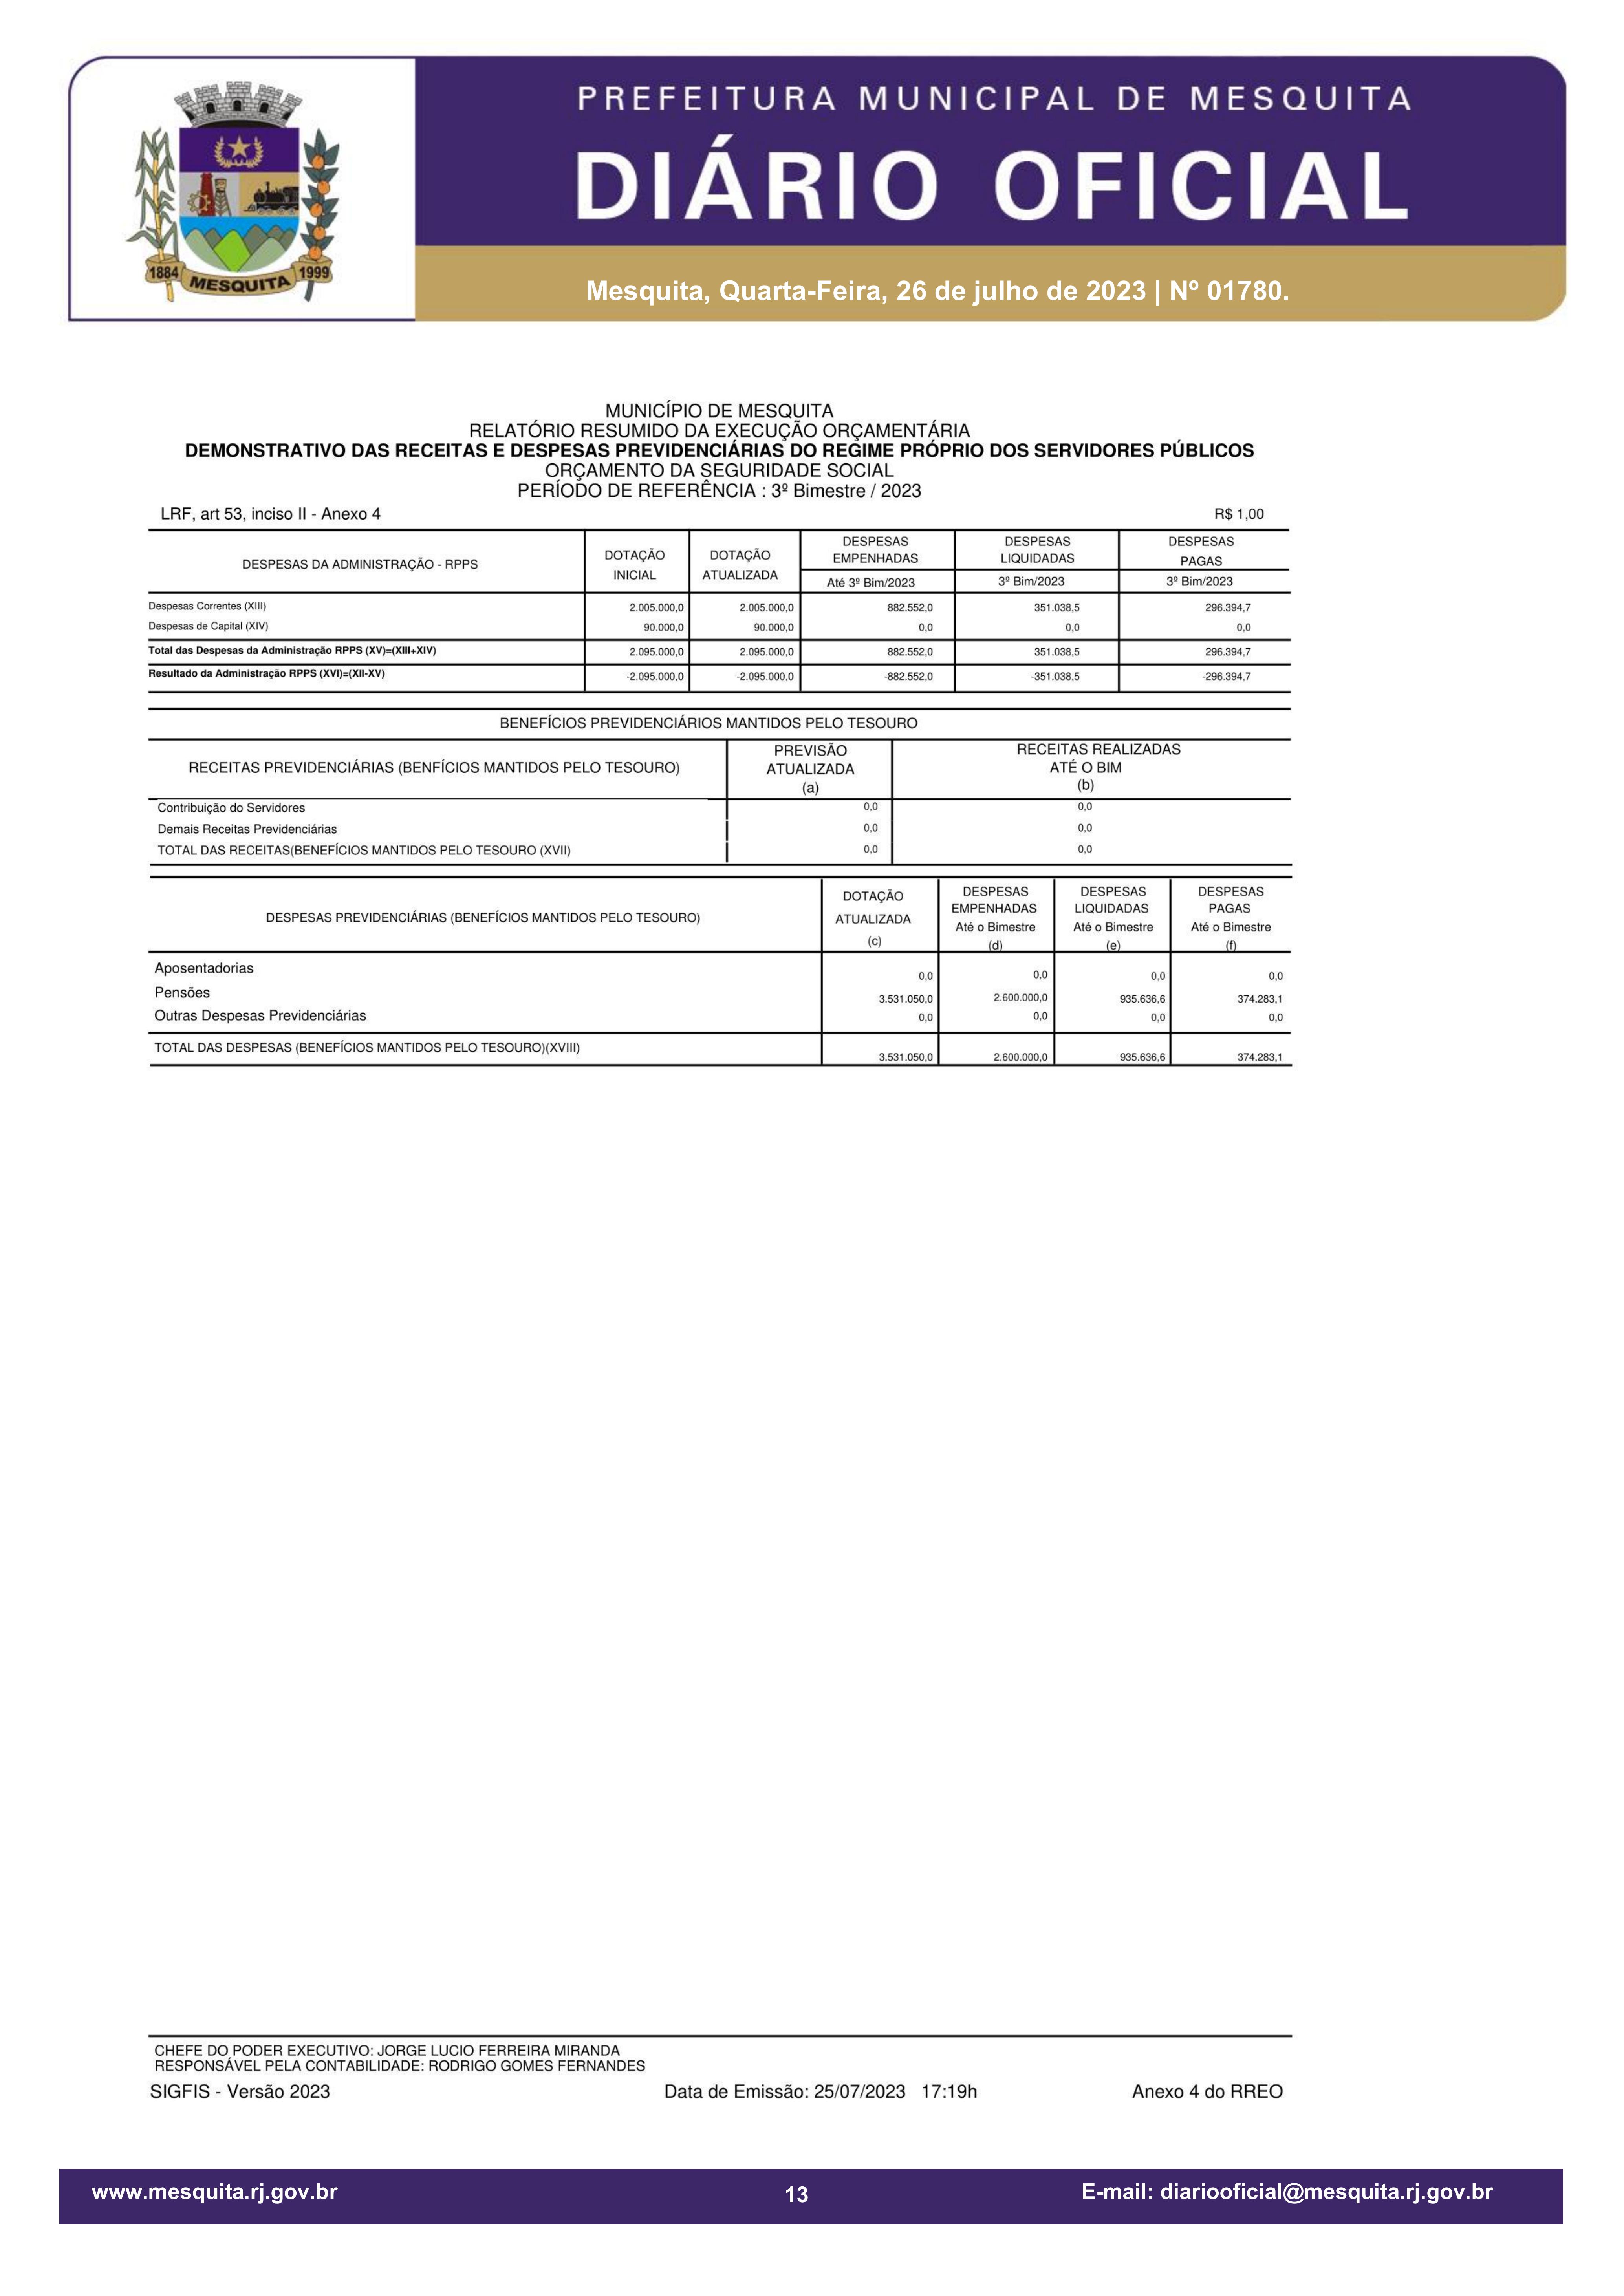 PREFEITURA MUNICIPAL DE MESQUITA
DIÁRIO OFICIAL
1884 MESQUITA 1999
Mesquita, Quarta-Feira, 26 de julho de 2023 | Nº 01780.
MUNICÍPIO DE MESQUITA
RELATÓRIO RESUMIDO DA EXECUÇÃO ORÇAMENTÁRIA
DEMONSTRATIVO DAS RECEITAS E DESPESAS PREVIDENCIÁRIAS DO REGIME PRÓPRIO DOS SERVIDORES PÚBLICOS
ORÇAMENTO DA SEGURIDADE SOCIAL
PERÍODO DE REFERÊNCIA : 3º Bimestre / 2023
LRF, art 53, inciso II - Anexo 4 R$ 1,00
DESPESAS DA ADMINISTRAÇÃO - RPPS
DOTAÇÃO
INICIAL
DOTAÇÃO
ATUALIZADA
DESPESAS
EMPENHADAS
Até 3º Bim/2023
DESPESAS
LIQUIDADAS
3º Bim/2023
DESPESAS
PAGAS
3º Bim/2023
Despesas Correntes (XIII) 2.005.000,0 2.005.000,0 882.552,0 351.038,5 296.394,7
Despesas de Capital (XIV) 90.000,0 90.000,0 0,0 0,0 0,0
Total das Despesas da Administração RPPS (XV)=(XIII+XIV) 2.095.000,0 2.095.000,0 882.552,0 351.038,5 296.394,7
Resultado da Administração RPPS (XVI)=(XII-XV) -2.095.000,0 -2.095.000,0 -882.552,0 -351.038,5 -296.394,7
BENEFÍCIOS PREVIDENCIÁRIOS MANTIDOS PELO TESOURO
RECEITAS PREVIDENCIÁRIAS (BENFÍCIOS MANTIDOS PELO TESOURO)
PREVISÃO
ATUALIZADA
(a)
RECEITAS REALIZADAS
ATÉ O BIM
(b)
Contribuição do Servidores 0,0 0,0
Demais Receitas Previdenciárias 0,0 0,0
TOTAL DAS RECEITAS(BENEFÍCIOS MANTIDOS PELO TESOURO (XVII) 0,0 0,0
DESPESAS PREVIDENCIÁRIAS (BENEFÍCIOS MANTIDOS PELO TESOURO)
DOTAÇÃO
ATUALIZADA
(c)
DESPESAS
EMPENHADAS
Até o Bimestre
(d)
DESPESAS
LIQUIDADAS
Até o Bimestre
(e)
DESPESAS
PAGAS
Até o Bimestre
(f)
Aposentadorias 0,0 0,0 0,0 0,0
Pensões 3.531.050,0 2.600.000,0 935.636,6 374.283,1
Outras Despesas Previdenciárias 0,0 0,0 0,0 0,0
TOTAL DAS DESPESAS (BENEFÍCIOS MANTIDOS PELO TESOURO)(XVIII) 3.531.050,0 2.600.000,0 935.636,6 374.283,1
CHEFE DO PODER EXECUTIVO: JORGE LUCIO FERREIRA MIRANDA
RESPONSÁVEL PELA CONTABILIDADE: RODRIGO GOMES FERNANDES
SIGFIS - Versão 2023 Data de Emissão: 25/07/2023 17:19h Anexo 4 do RREO
www.mesquita.rj.gov.br 13 E-mail: diariooficial@mesquita.rj.gov.br